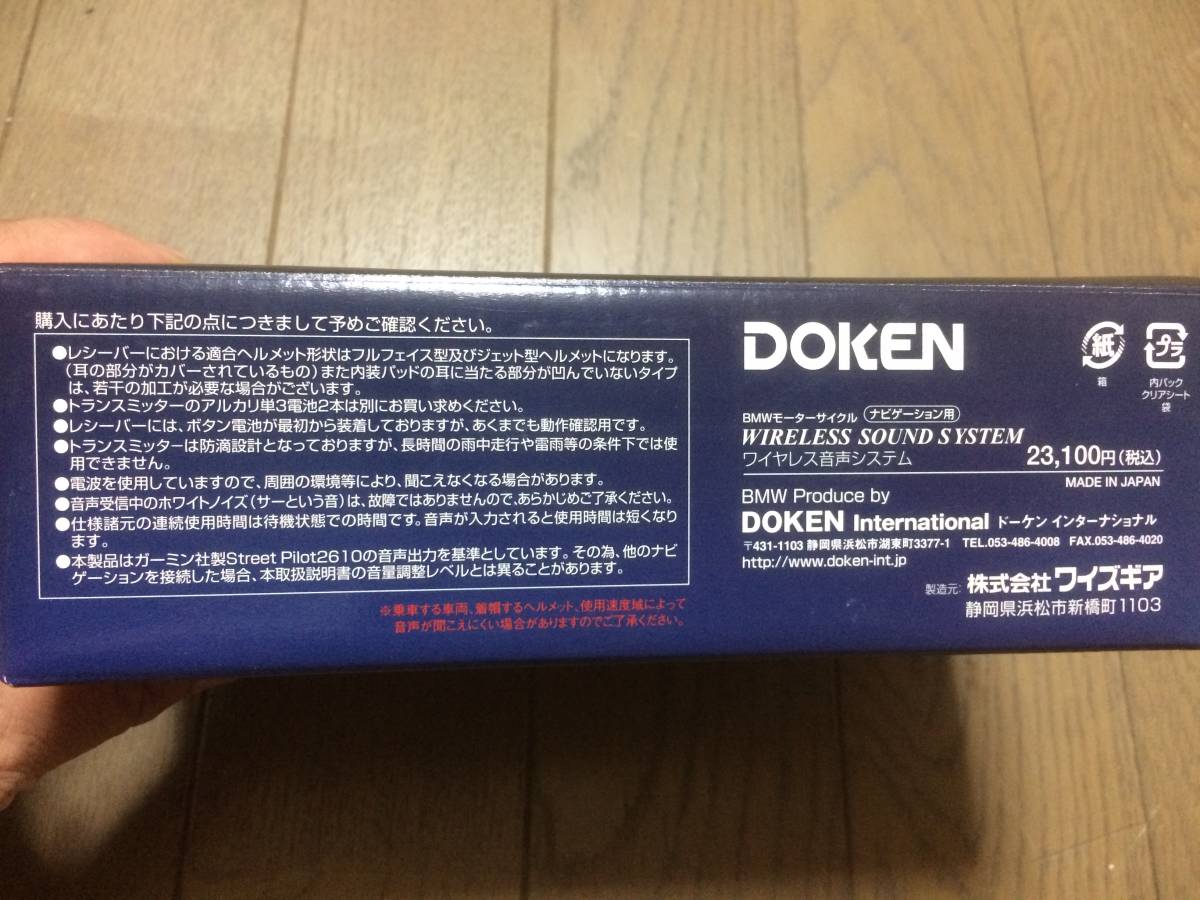 購入にあたり下記の点につきまして予めご確認ください。
●レシーバーにおける適合ヘルメット形状はフルフェイス型及びジェット型ヘルメットになります。
（耳の部分がカバーされているもの）また内装パッドの耳に当たる部分が凹んでいないタイプ
は、若干の加工が必要な場合がございます。
●トランスミッターのアルカリ単3電池2本は別にお買い求めください。
●レシーバーには、ボタン電池が最初から装着しておりますが、あくまでも動作確認用です。
●トランスミッターは防滴設計となっておりますが、長時間の雨中走行や雷雨等の条件下では使
用できません。
●電波を使用していますので、周囲の環境等により、聞こえなくなる場合があります。
●音声受信中のホワイトノイズ（サーという音）は、故障ではありませんので、あらかじめご了承ください。
●仕様諸元の連続使用時間は待機状態での時間です。音声が入力されると使用時間は短くなり
ます。
●本製品はガーミン社製Street Pilot2610の音声出力を基準としています。その為、他のナビ
ゲーションを接続した場合、本取扱説明書の音量調整レベルとは異ることがあります。
※乗車する車両、着帽するヘルメット、使用速度域によって
音声が聞こえにくい場合がありますのでご了承ください。
DOKEN
紙
箱
プラ
内パック
クリアシート
袋
BMWモーターサイクル ナビゲーション用
WIRELESS SOUND SYSTEM
ワイヤレス音声システム 23,100円（税込）
MADE IN JAPAN
BMW Produce by
DOKEN International ドーケン インターナショナル
〒431-1103 静岡県浜松市湖東町3377-1 TEL.053-486-4008 FAX.053-486-4020
http://www.doken-int.jp
製造元: 株式会社 ワイズギア
静岡県浜松市新橋町1103